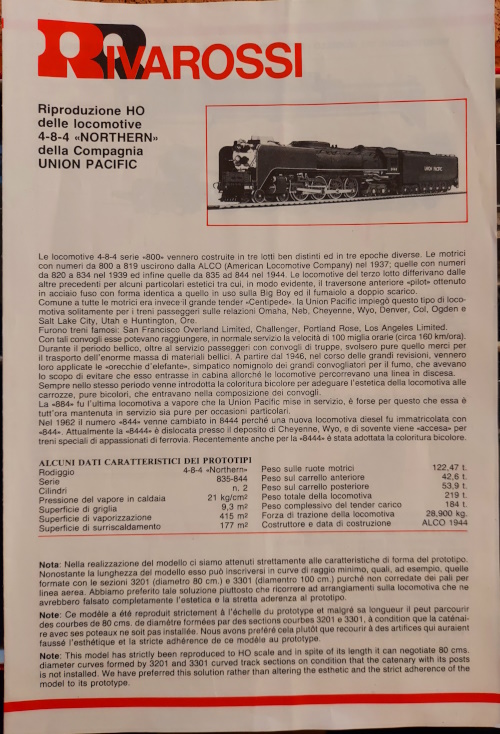 RIVAROSSI
Riproduzione HO
delle locomotive
4-8-4 «NORTHERN»
della Compagnia
UNION PACIFIC
UNION PACIFIC
Le locomotive 4-8-4 serie «800» vennero costruite in tre lotti ben distinti ed in tre epoche diverse. Le motrici
con numeri da 800 a 819 uscirono dalla ALCO (American Locomotive Company) nel 1937; quelle con numeri
da 820 a 834 nel 1939 ed infine quelle da 835 ad 844 nel 1944. Le locomotive del terzo lotto differivano dalle
altre precedenti per alcuni particolari estetici tra cui, in modo evidente, il traversone anteriore «pilot» ottenuto
in acciaio fuso con forma identica a quello in uso sulla Big Boy ed il fumaiolo a doppio scarico.
Comune a tutte le motrici era invece il grande tender «Centipede». la Union Pacific impiegò questo tipo di loco-
motiva solitamente per i treni passeggeri sulle relazioni Omaha, Neb, Cheyenne, Wyo, Denver, Col, Ogden e
Salt Lake City, Utah e Huntington, Ore.
Furono treni famosi: San Francisco Overland Limited, Challenger, Portland Rose, Los Angeles Limited.
Con tali convogli esse potevano raggiungere, in normale servizio la velocità di 100 miglia orarie (circa 160 km/ora).
Durante il periodo bellico, oltre al servizio passeggeri con convogli di truppe, svolsero pure quello merci per
il trasporto dell'enorme massa di materiali bellici. A partire dal 1946, nel corso delle grandi revisioni, vennero
loro applicate le «orecchie d'elefante», simpatico nomignolo dei grandi convogliatori per il fumo, che avevano
lo scopo di evitare che esso entrasse in cabina allorchè le locomotive percorrevano una linea in discesa.
Sempre nello stesso periodo venne introdotta la coloritura bicolore per adeguare l'estetica della locomotiva alle
carrozze, pure bicolori, che entravano nella composizione dei convogli.
La «884» fu l'ultima locomotiva a vapore che la Union Pacific mise in servizio, è forse per questo che essa è
tutt'ora mantenuta in servizio sia pure per occasioni particolari.
Nel 1962 il numero «844» venne cambiato in 8444 perché una nuova locomotiva diesel fu immatricolata con
«844». Attualmente la «8444» è dislocata presso il deposito di Cheyenne, Wyo, e di sovente viene «accesa» per
treni speciali di appassionati di ferrovia. Recentemente anche per la «8444» è stata adottata la coloritura bicolore.
ALCUNI DATI CARATTERISTICI DEI PROTOTIPI
Rodiggio 4-8-4 «Northern»
Serie 835-844
Cilindri n. 2
Pressione del vapore in caldaia 21 kg/cm²
Superficie di griglia 9,3 m²
Superficie di vaporizzazione 415 m²
Superficie di surriscaldamento 177 m²
Peso sulle ruote motrici 122,47 t.
Peso sul carrello anteriore 42,6 t.
Peso sul carrello posteriore 53,9 t.
Peso totale della locomotiva 219 t.
Peso complessivo del tender carico 184 t.
Forza di trazione della locomotiva 28,900 kg.
Costruttore e data di costruzione ALCO 1944
Nota: Nella realizzazione del modello ci siamo attenuti strettamente alle caratteristiche di forma del prototipo.
Nonostante la lunghezza del modello esso può inscriversi in curve di raggio minimo, quali, ad esempio, quelle
formate con le sezioni 3201 (diametro 80 cm.) e 3301 (diamentro 100 cm.) purché non corredate dei pali per
linea aerea. Abbiamo preferito tale soluzione piuttosto che ricorrere ad arrangiamenti sulla locomotiva che ne
avrebbero falsato completamente l'estetica e la stretta aderenza al prototipo.
Note: Ce modéle a été reproduit strictement à l'échelle du prototype et malgré sa longueur il peut parcourir
des courbes de 80 cms. de diamétre formées par des sections courbes 3201 et 3301, à condition que la caténai-
re avec ses poteaux ne soit pas installée. Nous avons préferé cela plutôt que recourir à des artifices qui auraient
faussé l'esthétique et la stricte adhérence de ce modèle au prototype.
Note: This model has strictly been reproduced to HO scale and in spite of its length it can negotiate 80 cms.
diameter curves formed by 3201 and 3301 curved track sections on condition that the catenary with its posts
is not installed. We have preferred this solution rather than altering the esthetic and the strict adherence of the
model to its prototype.